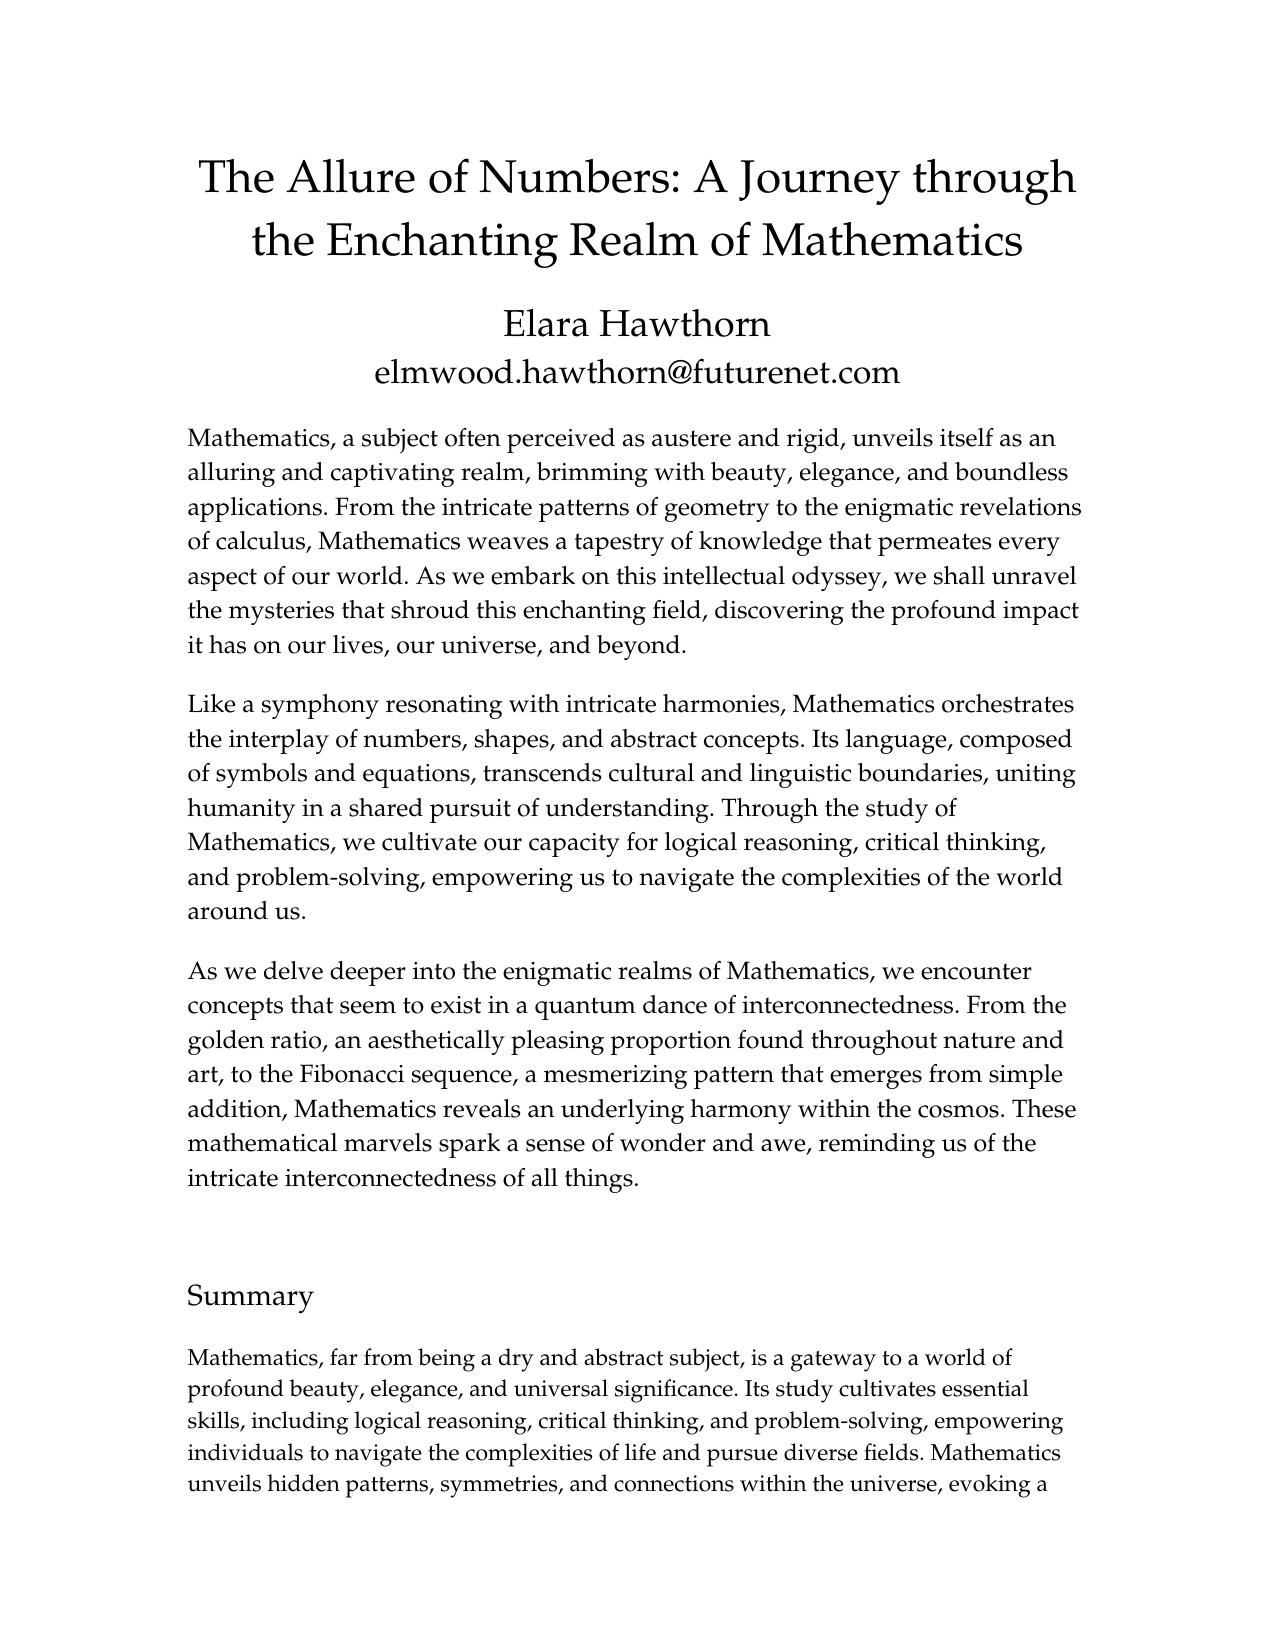 The Allure of Numbers: A Journey through
the Enchanting Realm of Mathematics
Elara Hawthorn
elmwood.hawthorn@futurenet.com
Mathematics, a subject often perceived as austere and rigid, unveils itself as an
alluring and captivating realm, brimming with beauty, elegance, and boundless
applications. From the intricate patterns of geometry to the enigmatic revelations
of calculus, Mathematics weaves a tapestry of knowledge that permeates every
aspect of our world. As we embark on this intellectual odyssey, we shall unravel
the mysteries that shroud this enchanting field, discovering the profound impact
it has on our lives, our universe, and beyond.
Like a symphony resonating with intricate harmonies, Mathematics orchestrates
the interplay of numbers, shapes, and abstract concepts. Its language, composed
of symbols and equations, transcends cultural and linguistic boundaries, uniting
humanity in a shared pursuit of understanding. Through the study of
Mathematics, we cultivate our capacity for logical reasoning, critical thinking,
and problem-solving, empowering us to navigate the complexities of the world
around us.
As we delve deeper into the enigmatic realms of Mathematics, we encounter
concepts that seem to exist in a quantum dance of interconnectedness. From the
golden ratio, an aesthetically pleasing proportion found throughout nature and
art, to the Fibonacci sequence, a mesmerizing pattern that emerges from simple
addition, Mathematics reveals an underlying harmony within the cosmos. These
mathematical marvels spark a sense of wonder and awe, reminding us of the
intricate interconnectedness of all things.
Summary
Mathematics, far from being a dry and abstract subject, is a gateway to a world of
profound beauty, elegance, and universal significance. Its study cultivates essential
skills, including logical reasoning, critical thinking, and problem-solving, empowering
individuals to navigate the complexities of life and pursue diverse fields. Mathematics
unveils hidden patterns, symmetries, and connections within the universe, evoking a